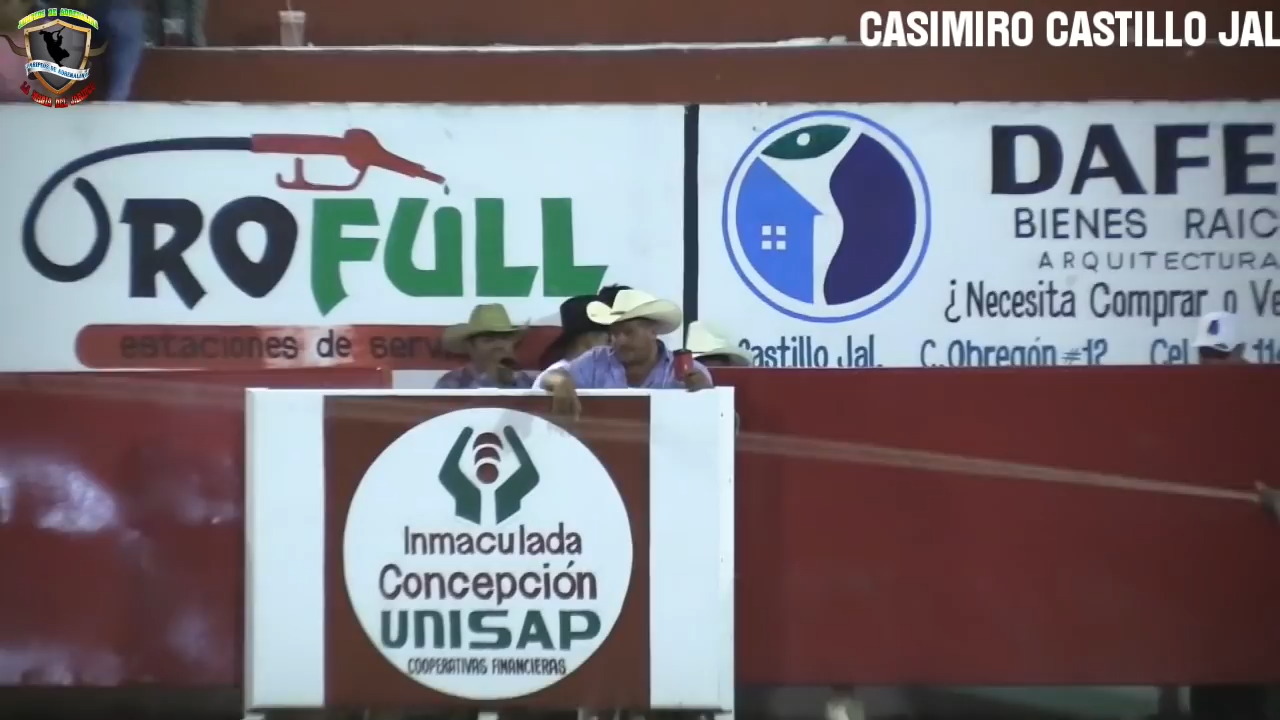 CASIMIRO CASTILLO JAL
OROFULL
estaciones de serv
DAFE
BIENES RAIC
ARQUITECTURA
¿Necesita Comprar o Ve
Castillo Jal. C. Obregón #12 Cel
Inmaculada
Concepción
UNISAP
COOPERATIVAS FINANCIERAS